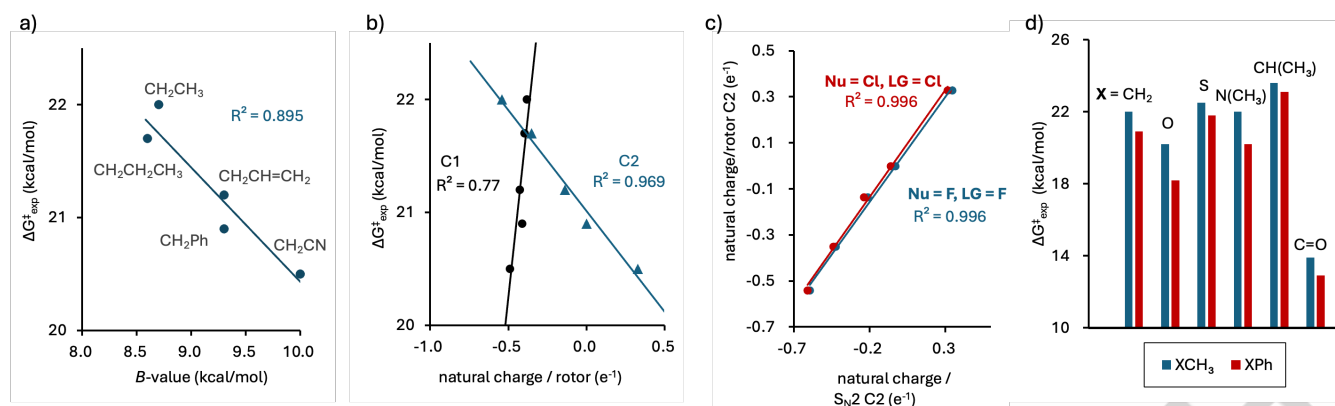 a)
ΔG‡exp (kcal/mol)
22
21
20
CH₂CH₃
R² = 0.895
CH₂CH₂CH₃
CH₂CH=CH₂
CH₂Ph
CH₂CN
8.0 8.5 9.0 9.5 10.0
B-value (kcal/mol)
b)
ΔG‡exp (kcal/mol)
22
21
20
C1
R² = 0.77
C2
R² = 0.969
-1.0 -0.5 0.0 0.5
natural charge / rotor (e⁻¹)
c)
natural charge/rotor C2 (e⁻¹)
0.5
0.3
0.1
-0.1
-0.3
-0.5
-0.7
Nu = Cl, LG = Cl
R² = 0.996
Nu = F, LG = F
R² = 0.996
-0.7 -0.2 0.3
natural charge /
SN2 C2 (e⁻¹)
d)
ΔG‡exp (kcal/mol)
26
22
18
14
10
X = CH₂
O
S
N(CH₃)
CH(CH₃)
C=O
XCH₃ XPh